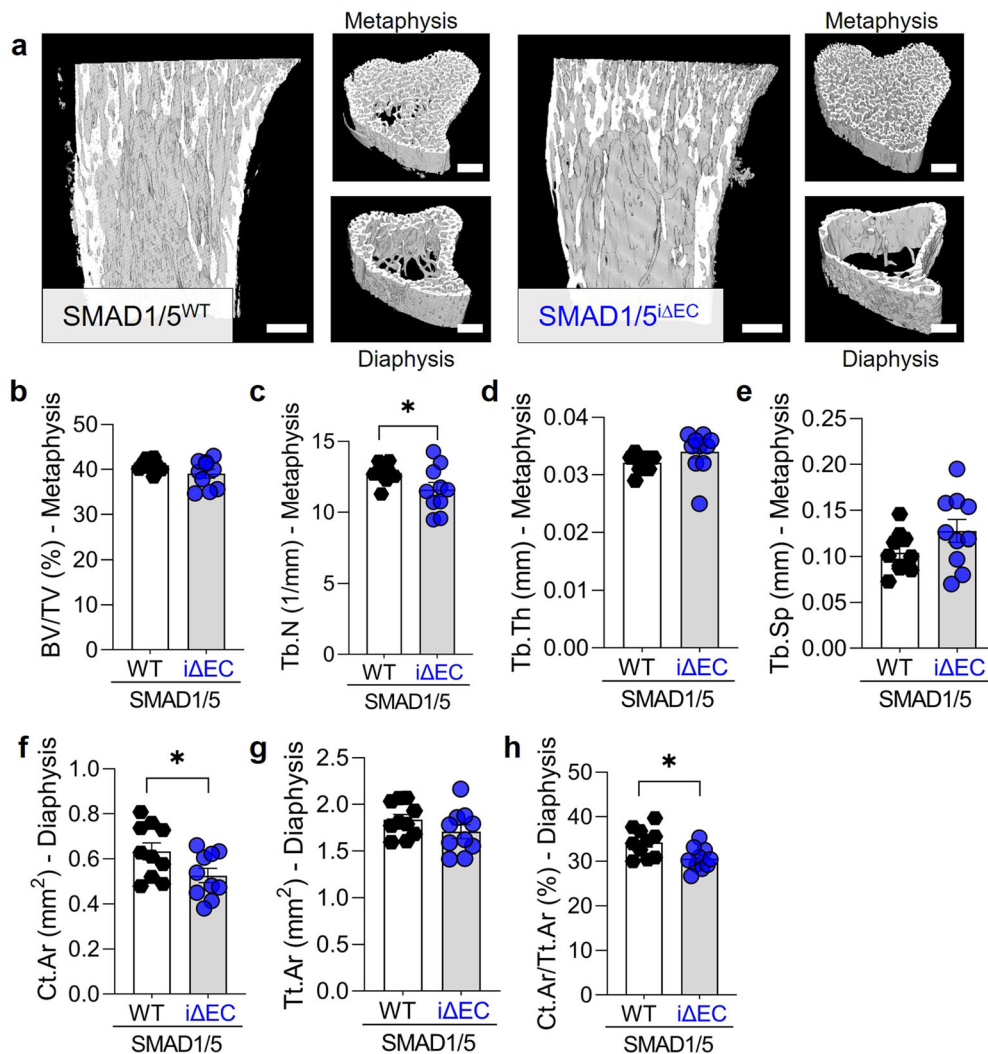 a
Metaphysis
Metaphysis
SMAD1/5WT
Diaphysis
SMAD1/5iΔEC
Diaphysis
b
BV/TV (%) - Metaphysis
50
40
30
20
10
0
WT iΔEC
SMAD1/5
c
Tb.N (1/mm) - Metaphysis
15
10
5
0
*
WT iΔEC
SMAD1/5
d
Tb.Th (mm) - Metaphysis
0.04
0.03
0.02
0.01
0.00
WT iΔEC
SMAD1/5
e
Tb.Sp (mm) - Metaphysis
0.25
0.20
0.15
0.10
0.05
0.00
WT iΔEC
SMAD1/5
f
Ct.Ar (mm²) - Diaphysis
1.0
0.8
0.6
0.4
0.2
0.0
*
WT iΔEC
SMAD1/5
g
Tt.Ar (mm²) - Diaphysis
2.5
2.0
1.5
1.0
0.5
0.0
WT iΔEC
SMAD1/5
h
Ct.Ar/Tt.Ar (%) - Diaphysis
50
40
30
20
10
0
*
WT iΔEC
SMAD1/5